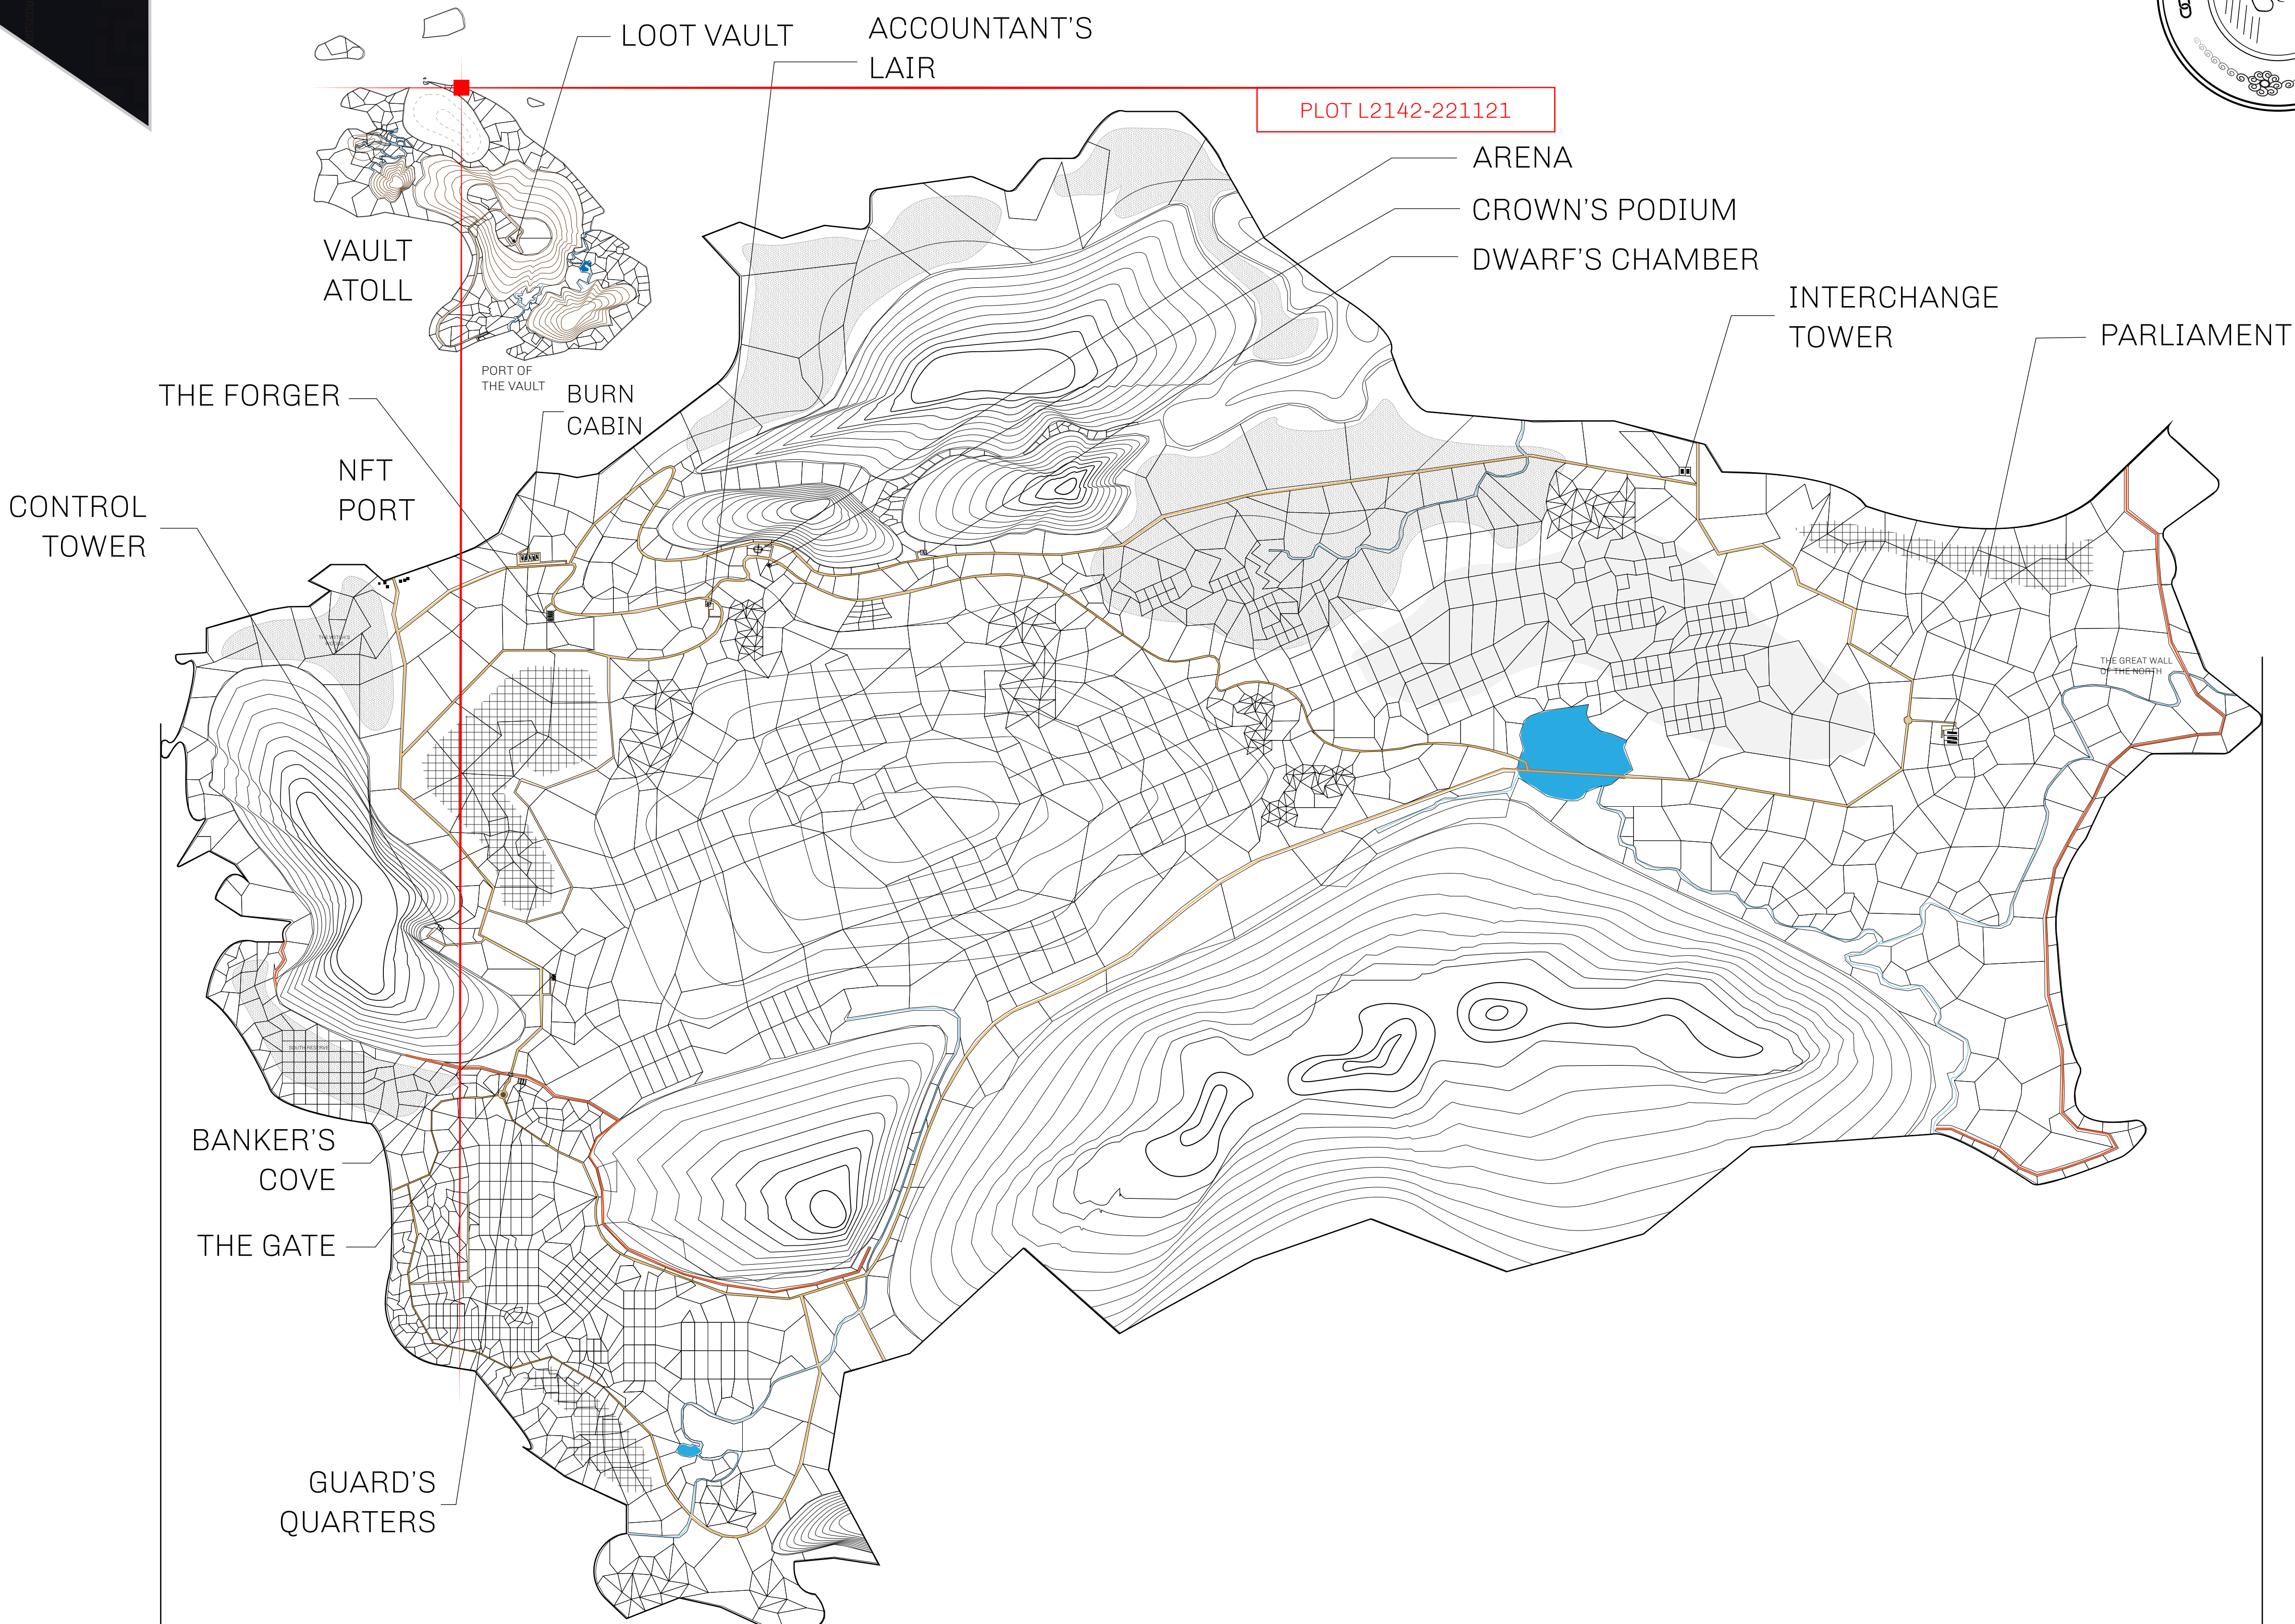 LOOT VAULT
ACCOUNTANT'S
LAIR
PLOT L2142-221121
ARENA
CROWN'S PODIUM
DWARF'S CHAMBER
VAULT
ATOLL
INTERCHANGE
TOWER
PARLIAMENT
PORT OF
THE VAULT
THE FORGER
BURN
CABIN
NFT
PORT
CONTROL
TOWER
THE GREAT WALL
OF THE NORTH
SOUTH RESERVE
BANKER'S
COVE
THE GATE
GUARD'S
QUARTERS